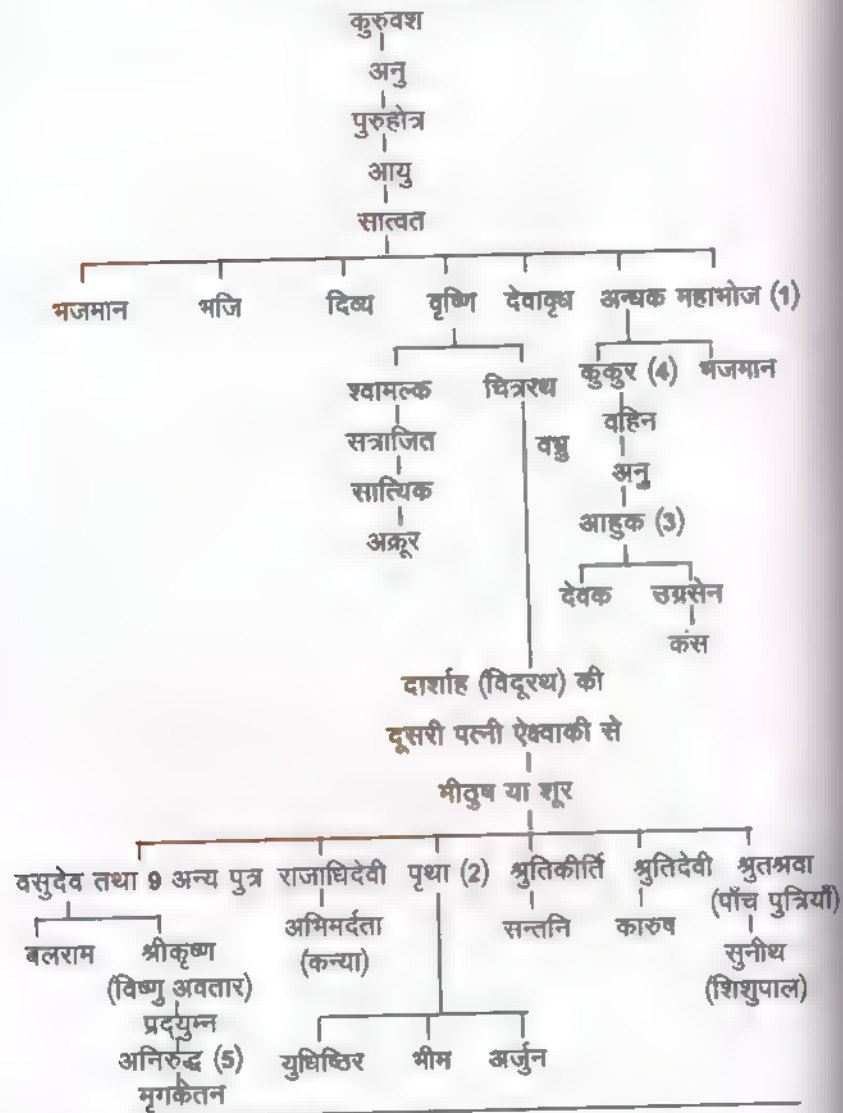 कुरुवश
अनु
पुरुहोत्र
आयु
सात्वत
भजमान भजि दिव्य वृष्णि देवावृध अन्धक महाभोज (1)
श्वामल्क चित्ररथ कुकुर (4) भजमान
सत्राजित वभ्रु वहिन
सात्यिक अनु
अक्रूर आहुक (3)
देवक उग्रसेन
कंस
दार्शाह (विदूरथ) की
दूसरी पत्नी ऐक्ष्वाकी से
मीढुष या शूर
वसुदेव तथा 9 अन्य पुत्र राजाधिदेवी पृथा (2) श्रुतिकीर्ति श्रुतिदेवी श्रुतश्रवा
(पाँच पुत्रियाँ)
बलराम श्रीकृष्ण अभिमर्दता सन्तनि कारुष
(विष्णु अवतार) (कन्या) सुनीथ
(शिशुपाल)
प्रद्युम्न
अनिरुद्ध (5) युधिष्ठिर भीम अर्जुन
मृगकेतन